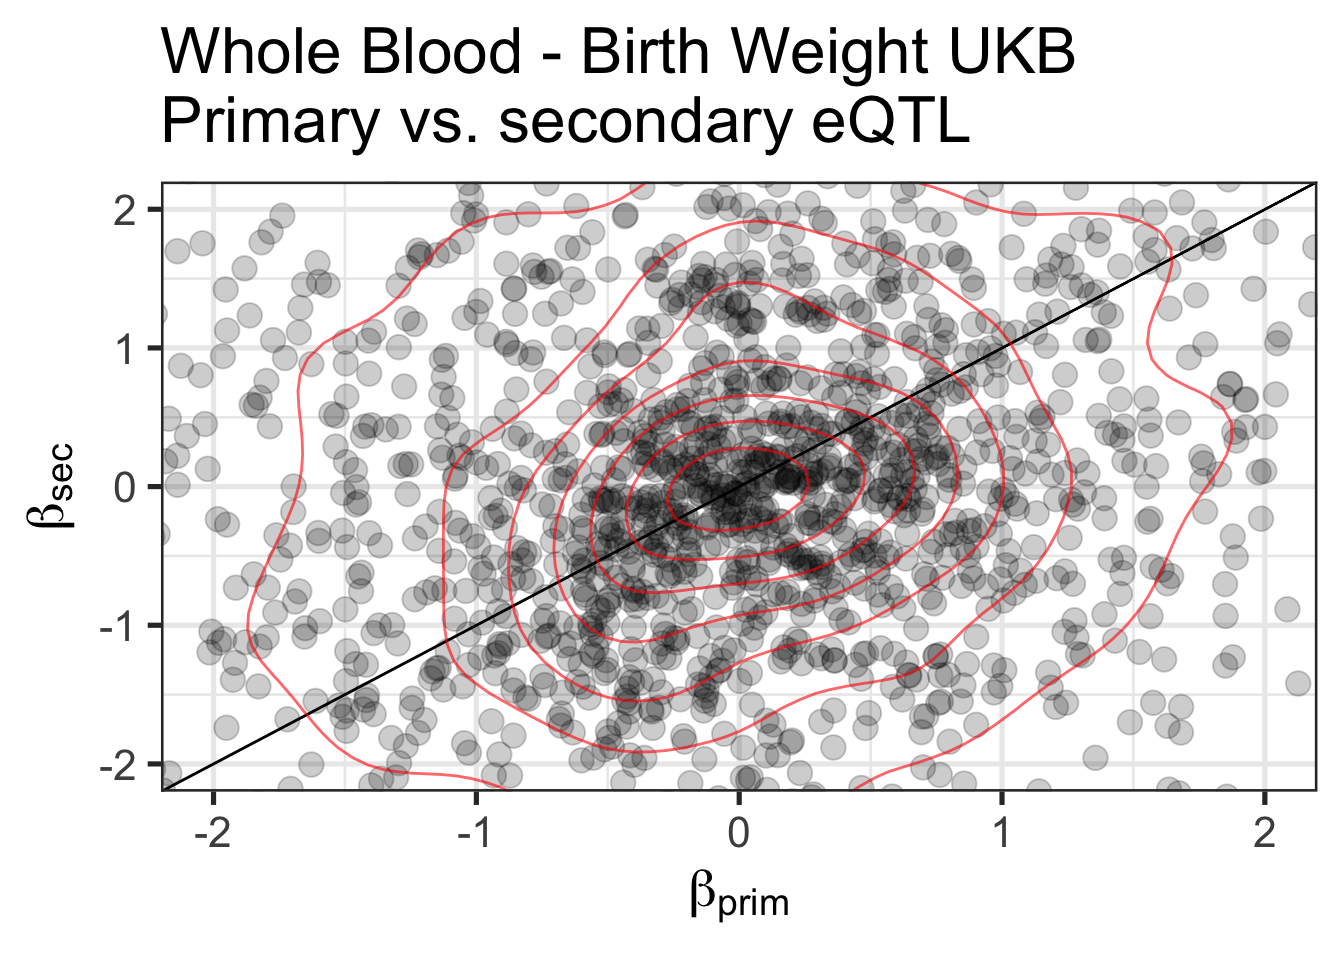 Whole Blood - Birth Weight UKB
Primary vs. secondary eQTL
2
1
0
-1
-2
βsec
-2 -1 0 1 2
βprim